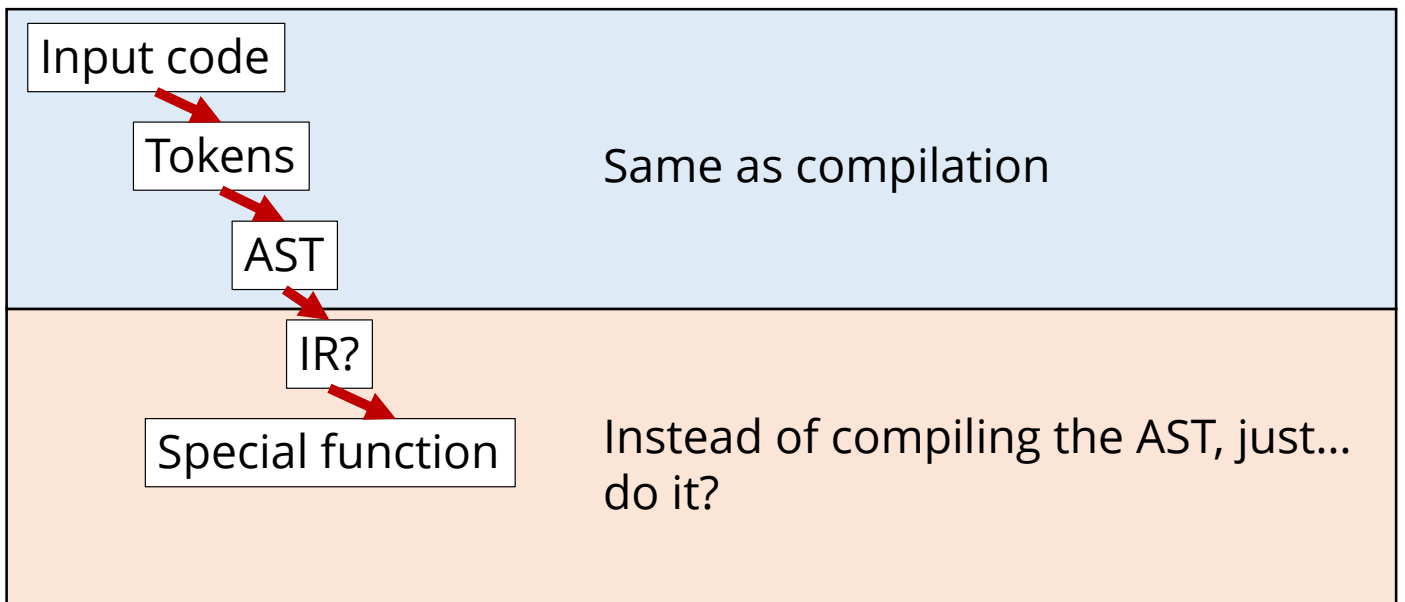 Input code
Tokens
Same as compilation
AST
IR?
Special function
Instead of compiling the AST, just...
do it?